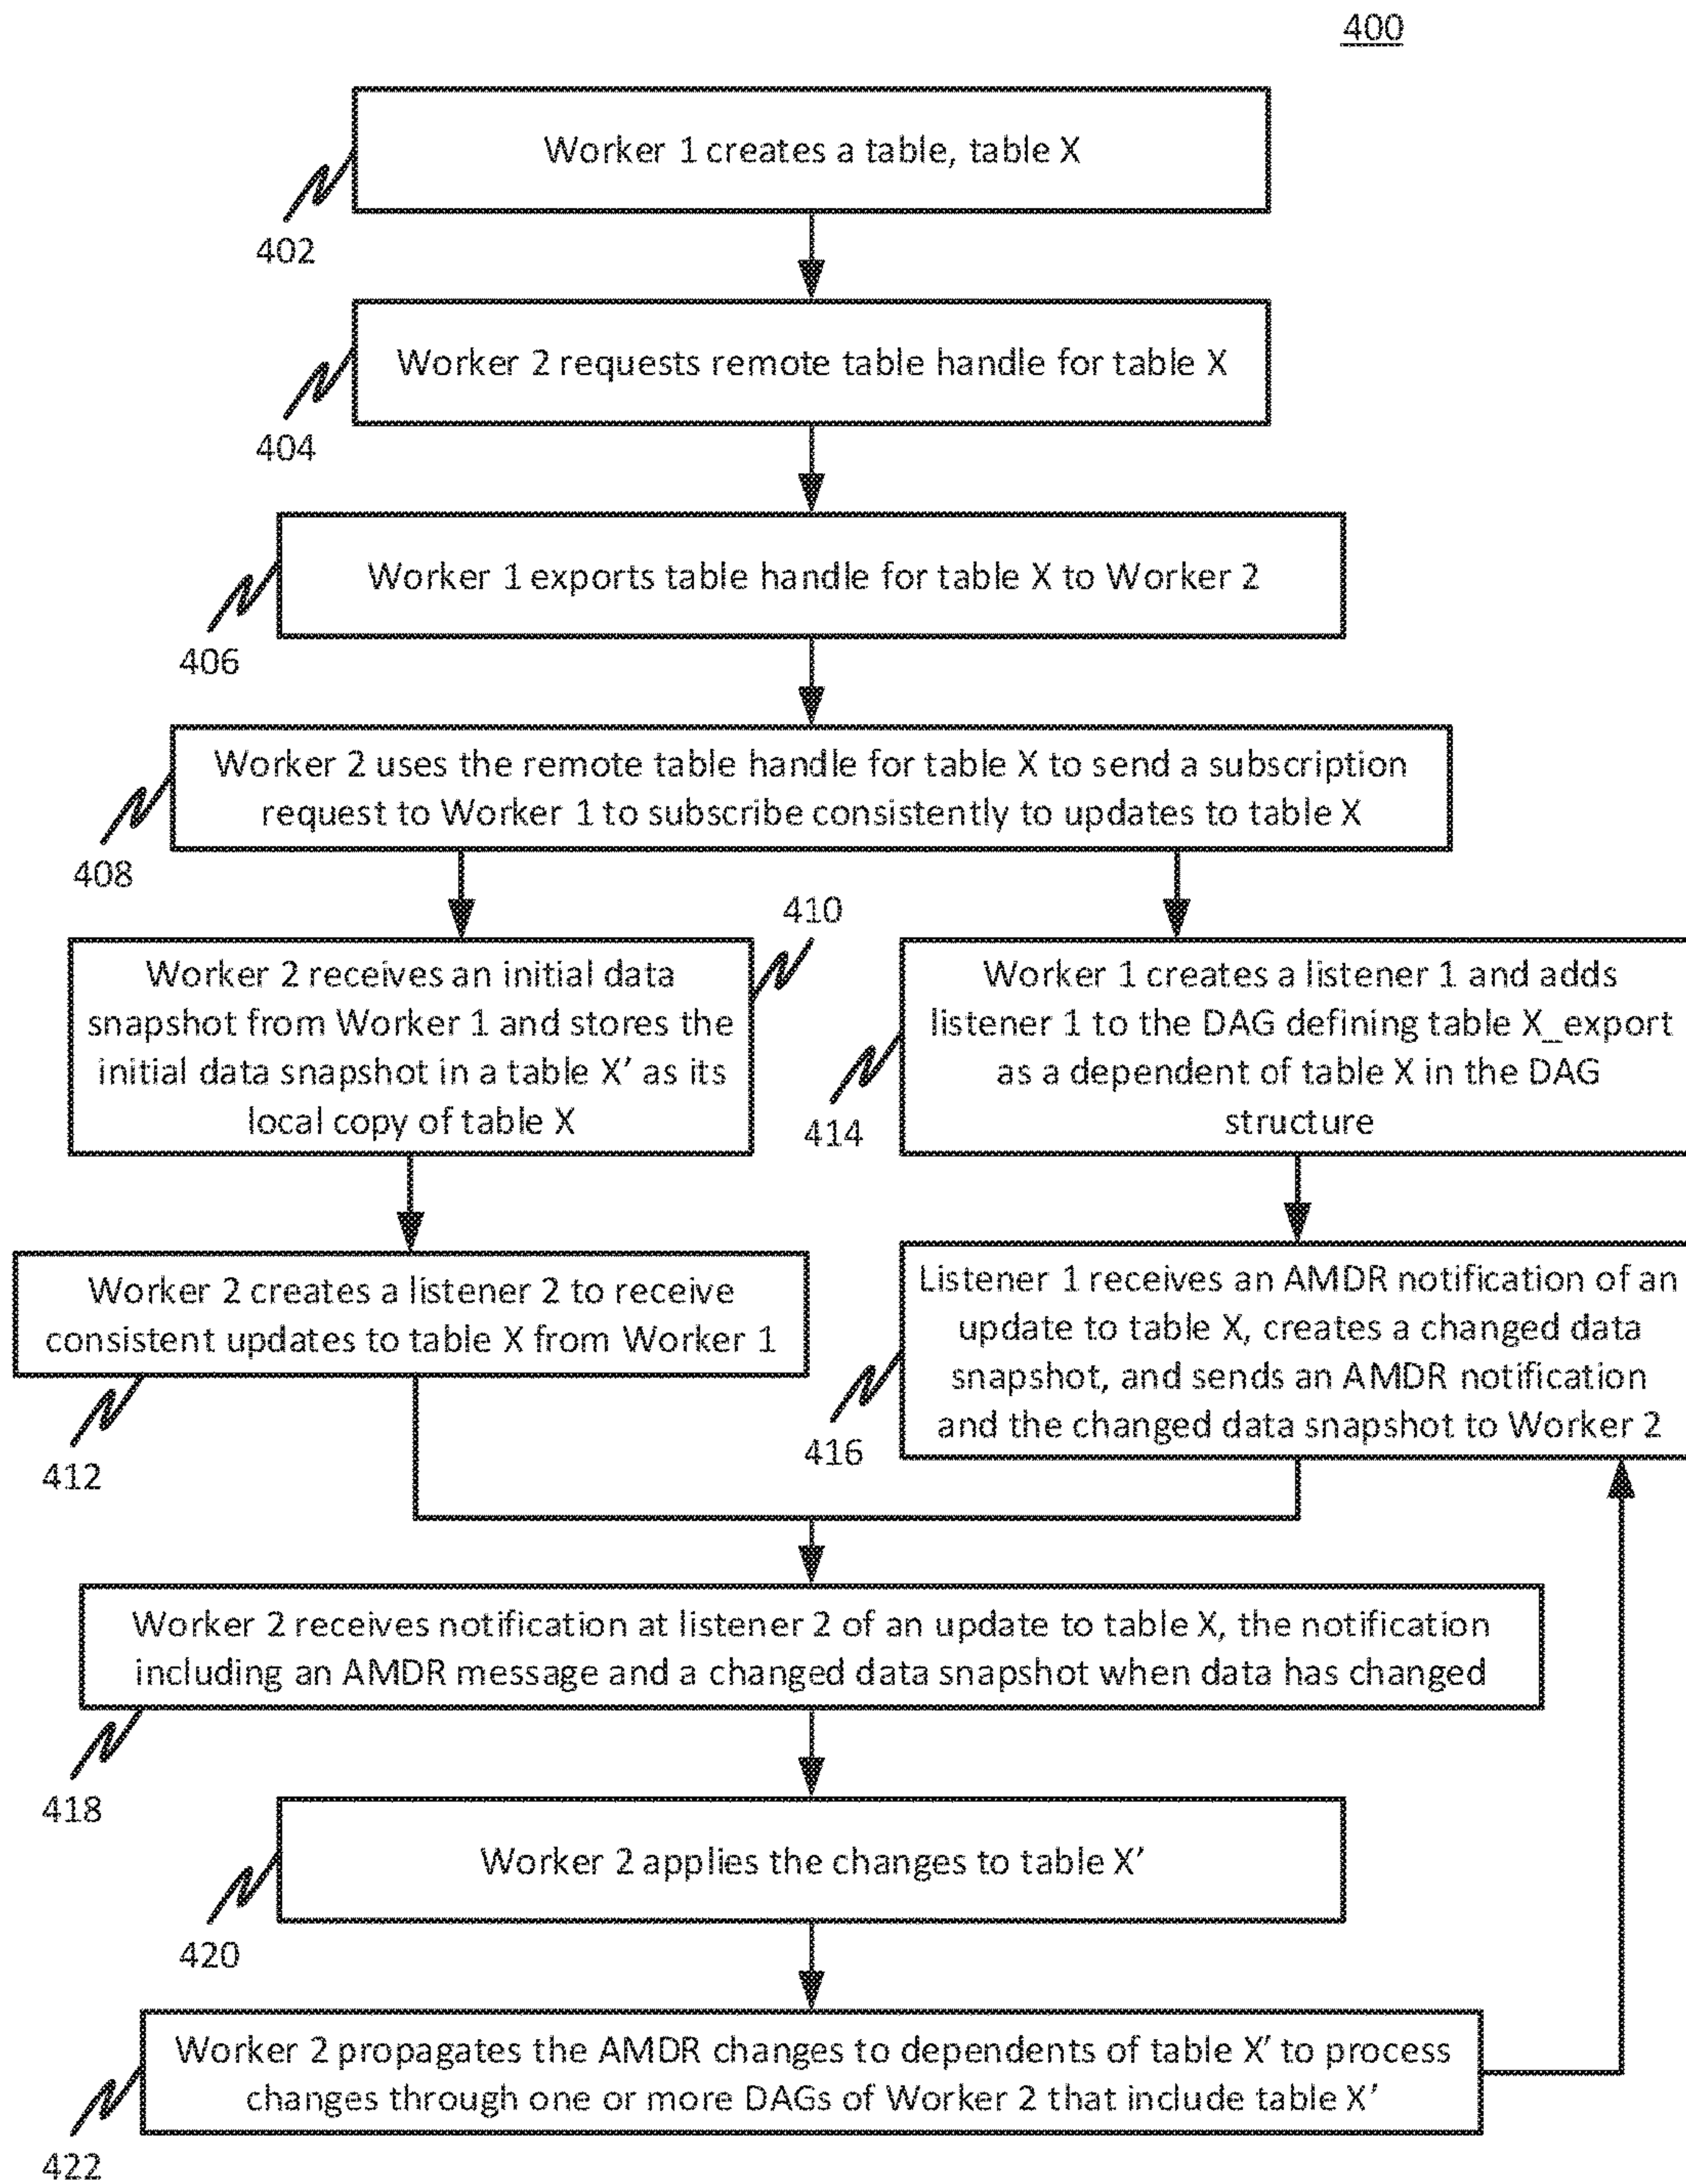 400
Worker 1 creates a table, table X
402
Worker 2 requests remote table handle for table X
404
Worker 1 exports table handle for table X to Worker 2
406
Worker 2 uses the remote table handle for table X to send a subscription
request to Worker 1 to subscribe consistently to updates to table X
408
410
Worker 2 receives an initial data
snapshot from Worker 1 and stores the
initial data snapshot in a table X’ as its
local copy of table X
Worker 1 creates a listener 1 and adds
listener 1 to the DAG defining table X_export
as a dependent of table X in the DAG
structure
414
Worker 2 creates a listener 2 to receive
consistent updates to table X from Worker 1
412
Listener 1 receives an AMDR notification of an
update to table X, creates a changed data
snapshot, and sends an AMDR notification
and the changed data snapshot to Worker 2
416
Worker 2 receives notification at listener 2 of an update to table X, the notification
including an AMDR message and a changed data snapshot when data has changed
418
Worker 2 applies the changes to table X’
420
Worker 2 propagates the AMDR changes to dependents of table X’ to process
changes through one or more DAGs of Worker 2 that include table X’
422